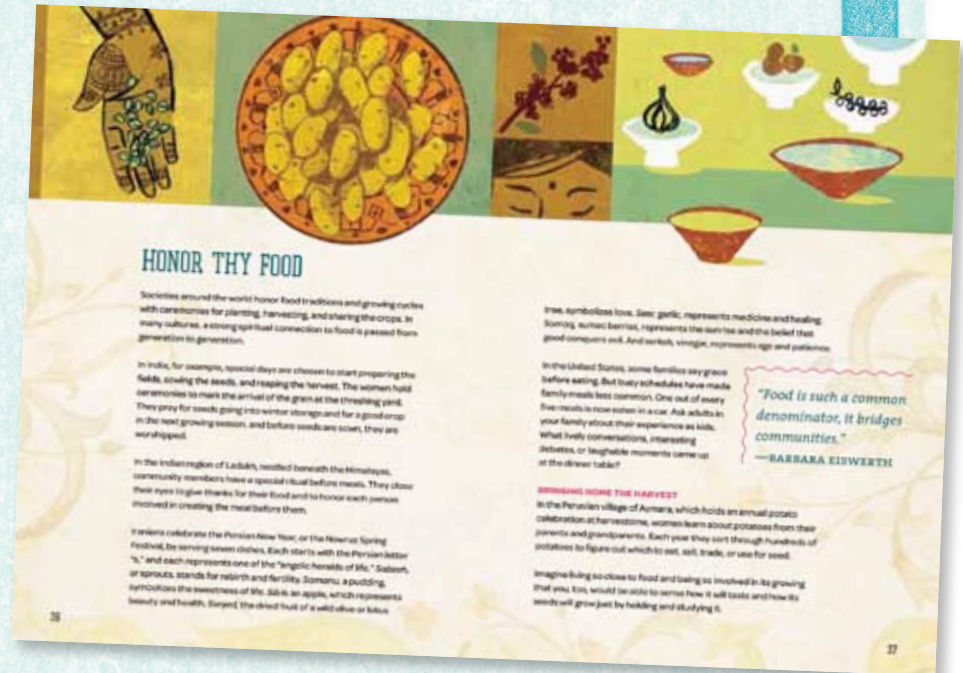 HONOR THY FOOD
Societies around the world honor food traditions and growing cycles
with ceremonies for planting, harvesting, and sharing the crops. In
many cultures, a strong spiritual connection to food is passed from
generation to generation.
In India, for example, special days are chosen to start preparing the
fields, sowing the seeds, and reaping the harvest. The women hold
ceremonies to mark the arrival of the grain at the threshing yard.
They pray for seeds going into winter storage and for a good crop
in the next growing season, and before seeds are sown, they are
worshipped.
In the Indian region of Ladakh, nestled beneath the Himalayas,
community members have a special ritual before meals. They close
their eyes to give thanks for their food and to honor each person
involved in creating the meal before them.
Iranians celebrate the Persian New Year, or the Nowruz Spring
Festival, by serving seven dishes. Each starts with the Persian letter
"s," and each represents one of the "angelic heralds of life." Sabzeh,
or sprouts, stands for rebirth and fertility. Samanu, a pudding,
symbolizes the sweetness of life. Sib is an apple, which represents
beauty and health. Senjed, the dried fruit of a wild olive or lotus
36
tree, symbolizes love. Seer, garlic, represents medicine and healing.
Somaq, sumac berries, represents the sunrise and the belief that
good conquers evil. And serkeh, vinegar, represents age and patience.
In the United States, some families say grace
before eating. But busy schedules have made
family meals less common. One out of every
five meals is now eaten in a car. Ask adults in
your family about their experience as kids.
What lively conversations, interesting
debates, or laughable moments came up
at the dinner table?
"Food is such a common
denominator, it bridges
communities."
—BARBARA EISWERTH
BRINGING HOME THE HARVEST
In the Peruvian village of Aymara, which holds an annual potato
celebration at harvesttime, women learn about potatoes from their
parents and grandparents. Each year they sort through hundreds of
potatoes to figure out which to eat, sell, trade, or use for seed.
Imagine living so close to food and being so involved in its growing
that you, too, would be able to sense how it will taste and how its
seeds will grow just by holding and studying it.
37